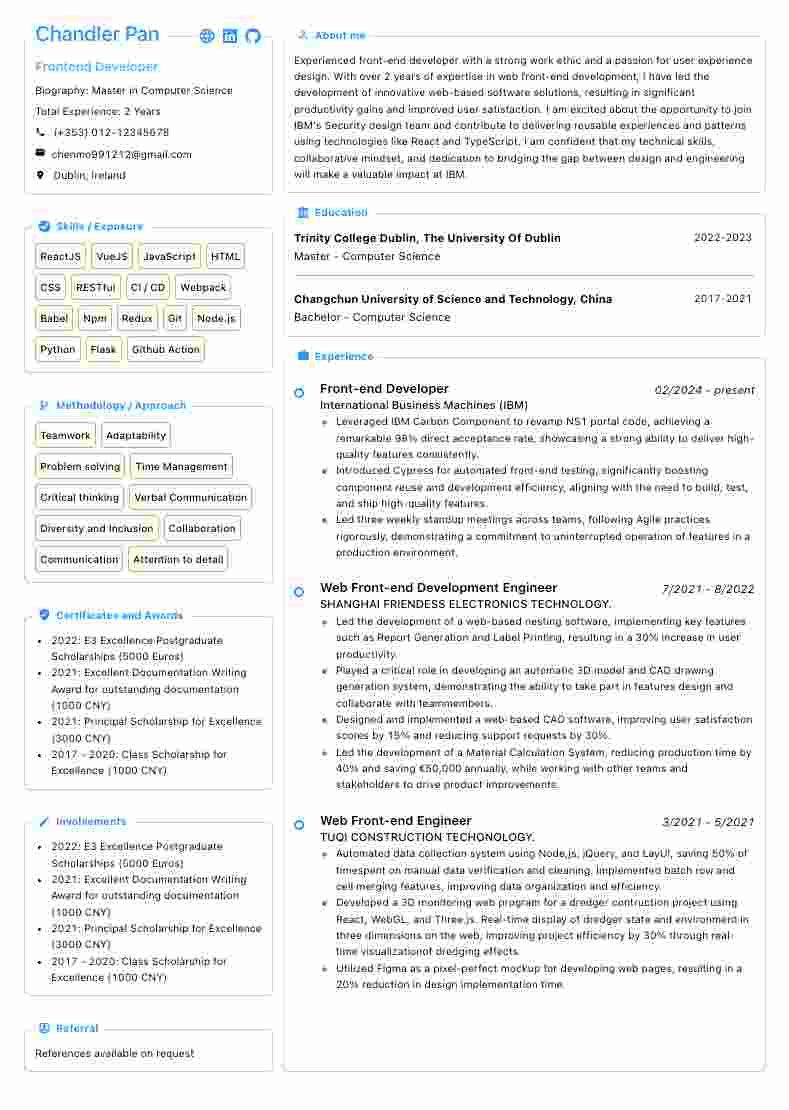 Chandler Pan
Frontend Developer
Biography: Master in Computer Science
Total Experience: 2 Years
(+353) 012-12345678
chenmo991212@gmail.com
Dublin, Ireland
Skills / Exposure
ReactJS VueJS JavaScript HTML
CSS RESTful CI / CD Webpack
Babel Npm Redux Git Node.js
Python Flask Github Action
Methodology / Approach
Teamwork Adaptability
Problem solving Time Management
Critical thinking Verbal Communication
Diversity and Inclusion Collaboration
Communication Attention to detail
Certificates and Awards
• 2022: E3 Excellence Postgraduate
Scholarships (5000 Euros)
• 2021: Excellent Documentation Writing
Award for outstanding documentation
(1000 CNY)
• 2021: Principal Scholarship for Excellence
(3000 CNY)
• 2017 - 2020: Class Scholarship for
Excellence (1000 CNY)
Involements
• 2022: E3 Excellence Postgraduate
Scholarships (5000 Euros)
• 2021: Excellent Documentation Writing
Award for outstanding documentation
(1000 CNY)
• 2021: Principal Scholarship for Excellence
(3000 CNY)
• 2017 - 2020: Class Scholarship for
Excellence (1000 CNY)
Referral
References available on request
About me
Experienced front-end developer with a strong work ethic and a passion for user experience
design. With over 2 years of expertise in web front-end development, I have led the
development of innovative web-based software solutions, resulting in significant
productivity gains and improved user satisfaction. I am excited about the opportunity to join
IBM's Security design team and contribute to delivering reusable experiences and patterns
using technologies like React and TypeScript. I am confident that my technical skills,
collaborative mindset, and dedication to bridging the gap between design and engineering
will make a valuable impact at IBM.
Education
Trinity College Dublin, The University Of Dublin 2022-2023
Master - Computer Science
Changchun University of Science and Technology, China 2017-2021
Bachelor - Computer Science
Experience
Front-end Developer 02/2024 - present
International Business Machines (IBM)
• Leveraged IBM Carbon Component to revamp NS1 portal code, achieving a
remarkable 98% direct acceptance rate, showcasing a strong ability to deliver high-
quality features consistently.
• Introduced Cypress for automated front-end testing, significantly boosting
component reuse and development efficiency, aligning with the need to build, test,
and ship high-quality features.
• Led three weekly standup meetings across teams, following Agile practices
rigorously, demonstrating a commitment to uninterrupted operation of features in a
production environment.
Web Front-end Development Engineer 7/2021 - 8/2022
SHANGHAI FRIENDESS ELECTRONICS TECHNOLOGY.
• Led the development of a web-based nesting software, implementing key features
such as Report Generation and Label Printing, resulting in a 30% increase in user
productivity.
• Played a critical role in developing an automatic 3D model and CAD drawing
generation system, demonstrating the ability to take part in features design and
collaborate with teammembers.
• Designed and implemented a web-based CAD software, improving user satisfaction
scores by 15% and reducing support requests by 30%.
• Led the development of a Material Calculation System, reducing production time by
40% and saving €50,000 annually, while working with other teams and
stakeholders to drive product improvements.
Web Front-end Engineer 3/2021 - 5/2021
TUQI CONSTRUCTION TECHONOLOGY.
• Automated data collection system using Node.js, jQuery, and LayUI, saving 50% of
timespent on manual data verification and cleaning. Implemented batch row and
cell merging features, improving data organization and efficiency.
• Developed a 3D monitoring web program for a dredger contruction project using
React, WebGL, and Three.js. Real-time display of dredger state and environment in
three dimensions on the web, improving project efficiency by 30% through real-
time visualizationof dredging effects.
• Utilized Figma as a pixel-perfect mockup for developing web pages, resulting in a
20% reduction in design implementation time.